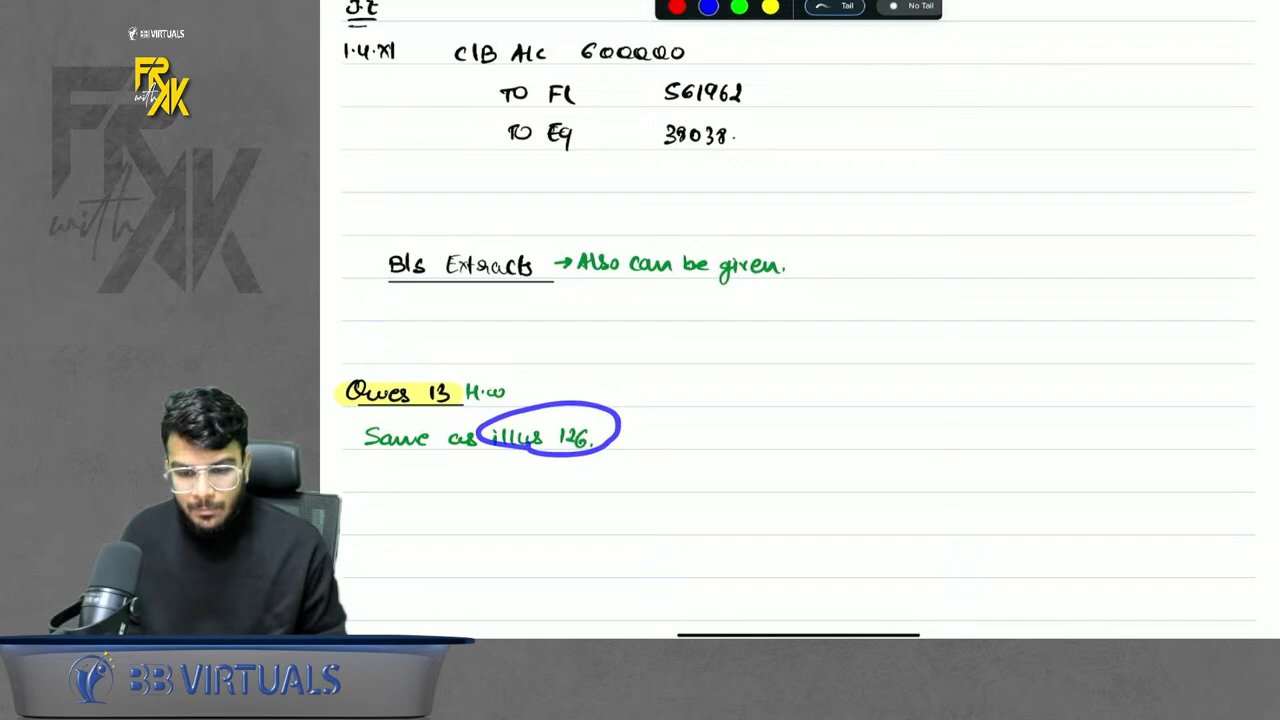 J.E
Tail
No Tail
BB VIRTUALS
FR with AK
1.4.X1 C/B A/c 600000
TO FL 561962
TO Eq 38038.
B/s Extracts → Also can be given.
Ques 13 H.w
Same as illus 126.
BB VIRTUALS